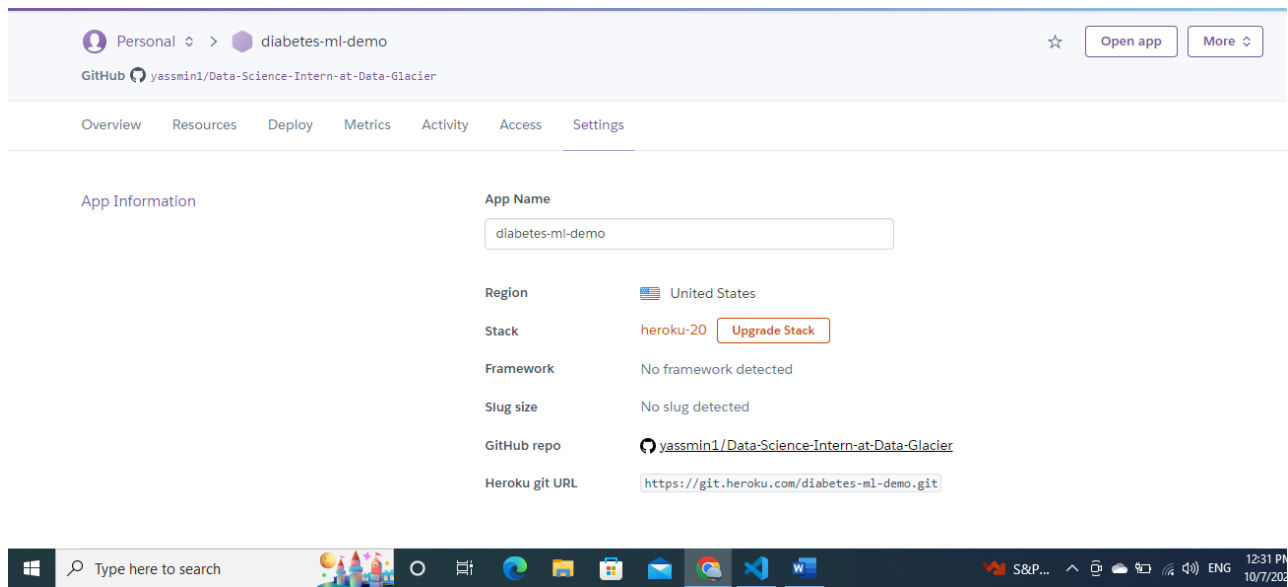 Personal > diabetes-ml-demo
Open app
More
GitHub yassmin1/Data-Science-Intern-at-Data-Glacier
Overview Resources Deploy Metrics Activity Access Settings
App Information
App Name
diabetes-ml-demo
Region United States
Stack heroku-20 Upgrade Stack
Framework No framework detected
Slug size No slug detected
GitHub repo yassmin1/Data-Science-Intern-at-Data-Glacier
Heroku git URL https://git.heroku.com/diabetes-ml-demo.git
Type here to search
S&P... ENG
12:31 PM